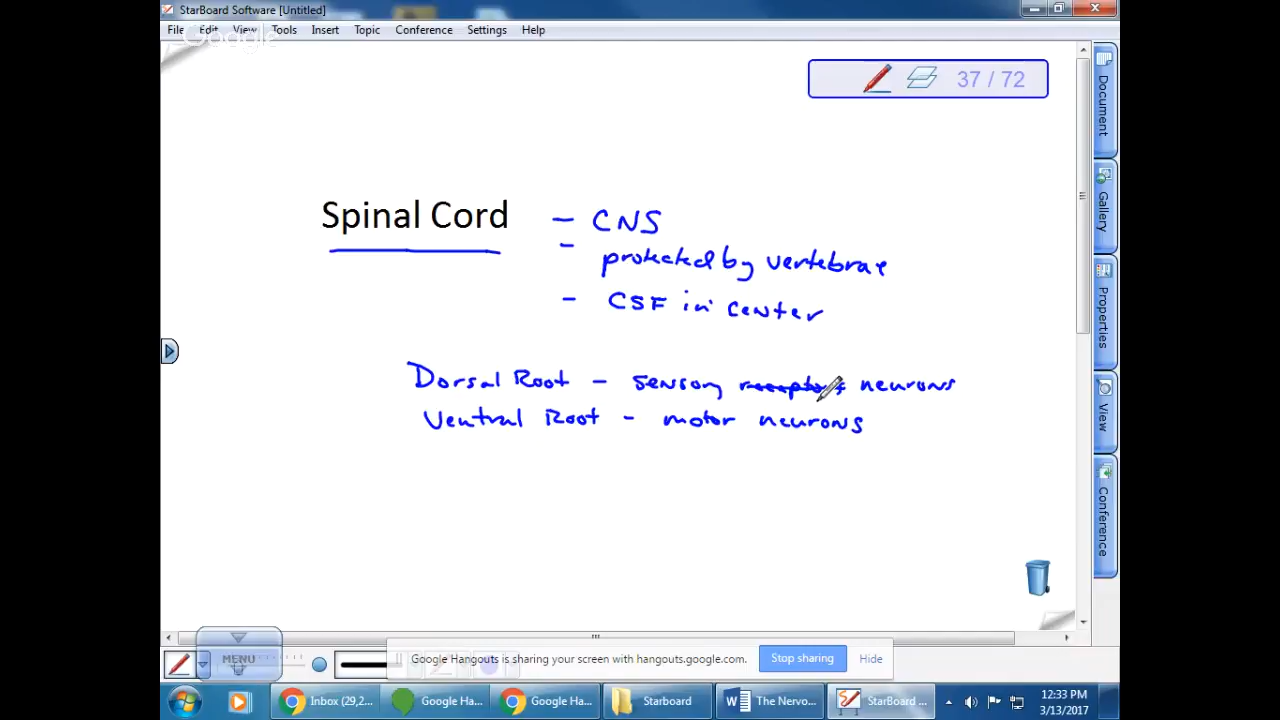 StarBoard Software [Untitled]
File Edit View Tools Insert Topic Conference Settings Help
Google
37 / 72
Document
Gallery
Properties
View
Conference
Spinal Cord
- CNS
- protected by vertebrae
- CSF in center
Dorsal Root - sensory receptors neurons
Ventral Root - motor neurons
MENU
Google Hangouts is sharing your screen with hangouts.google.com. Stop sharing Hide
Inbox (29,2... Google Ha... Google Ha... Starboard The Nervo... StarBoard ... 12:33 PM
3/13/2017